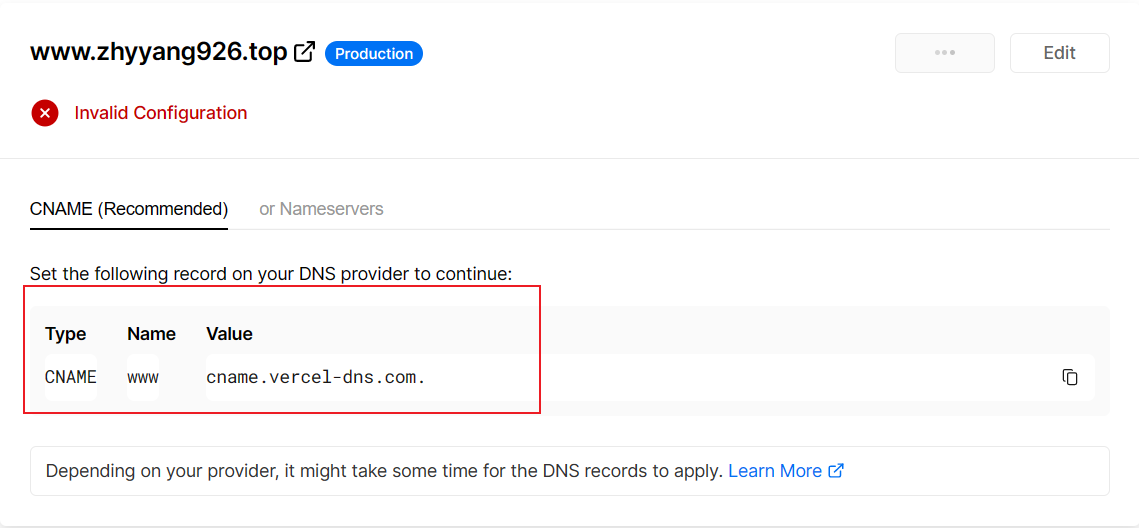 www.zhyyang926.top Production
Edit
Invalid Configuration
CNAME (Recommended) or Nameservers
Set the following record on your DNS provider to continue:
Type Name Value
CNAME www cname.vercel-dns.com.
Depending on your provider, it might take some time for the DNS records to apply. Learn More